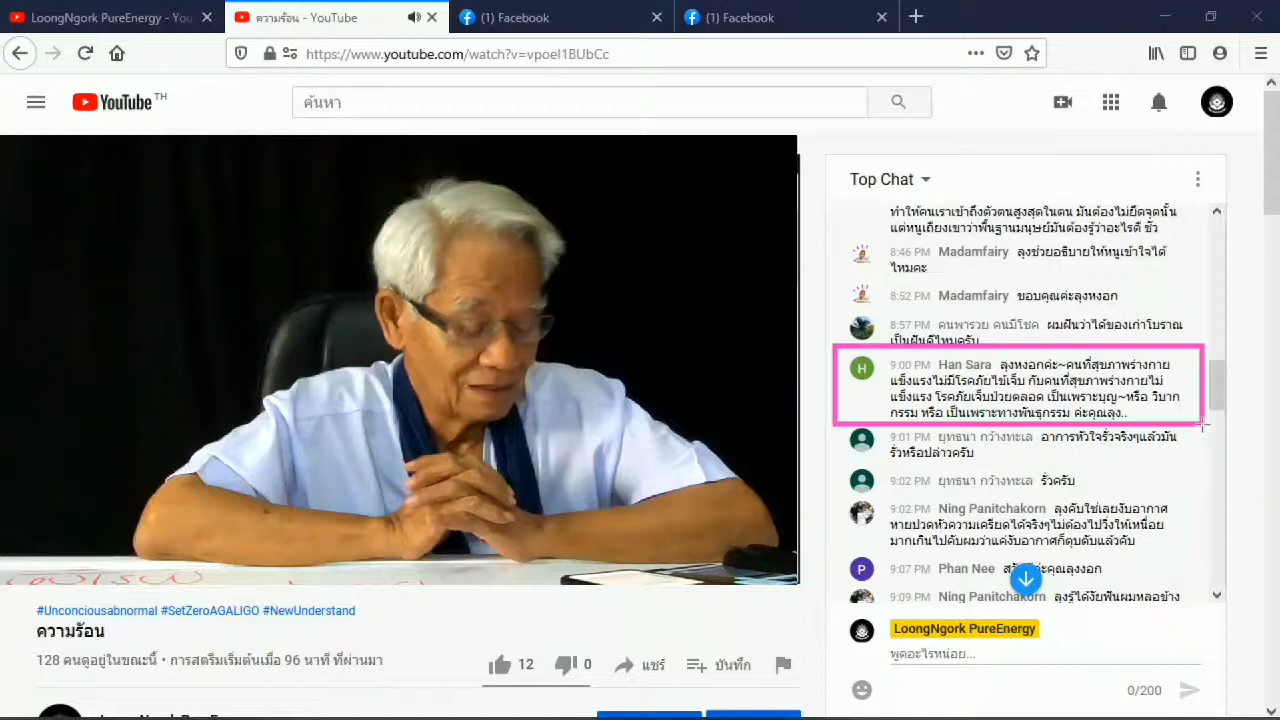 LoongNgork PureEnergy - You
ความร้อน - YouTube
(1) Facebook
(1) Facebook
https://www.youtube.com/watch?v=vpoeI1BUbCc
YouTube TH
ค้นหา
Top Chat
ทำให้คนเราเข้าถึงตัวตนสูงสุดในตน มันต้องไม่ยึดจุดนั้น
แต่หนูเถียงเขาว่าพื้นฐานมนุษย์มันต้องรู้ว่าอะไรดี ชั่ว
8:46 PM Madamfairy ลุงช่วยอธิบายให้หนูเข้าใจได้
ไหมคะ
8:52 PM Madamfairy ขอบคุณค่ะลุงหงอก
8:57 PM คนพารวย คนมีโชค ผมฝันว่าได้ของเก่าโบราณ
เป็นฝันดีไหมครับ
H
9:00 PM Han Sara ลุงหงอกค่ะ~คนที่สุขภาพร่างกาย
แข็งแรงไม่มีโรคภัยไข้เจ็บ กับคนที่สุขภาพร่างกายไม่
แข็งแรง โรคภัยเจ็บป่วยตลอด เป็นเพราะบุญ~หรือ วิบาก
กรรม หรือ เป็นเพราะทางพันธุกรรม ค่ะคุณลุง..
9:01 PM ยุทธนา กว้างทะเล อาการหัวใจรั่วจริงๆแล้วมัน
รั่วหรือปล่าวครับ
9:02 PM ยุทธนา กว้างทะเล รั่วครับ
9:02 PM Ning Panitchakorn ลุงคับใช่เลยงับอากาศ
หายปวดหัวความเครียดได้จริงๆไม่ต้องไปวิ่งให้เหนื่อย
มากเกินไปคับผมว่าแค่งับอากาศก็ตุบตับแล้วคับ
P
9:07 PM Phan Nee ค่ะคุณลุงงอก
9:09 PM Ning Panitchakorn ลุงรู้ได้งัยฟันผมหลอข้าง
LoongNgork PureEnergy
พูดอะไรหน่อย...
0/200
#Unconciousabnormal #SetZeroAGALIGO #NewUnderstand
ความร้อน
128 คนดูอยู่ในขณะนี้ • การสตรีมเริ่มต้นเมื่อ 96 นาที ที่ผ่านมา
12
0
แชร์
บันทึก